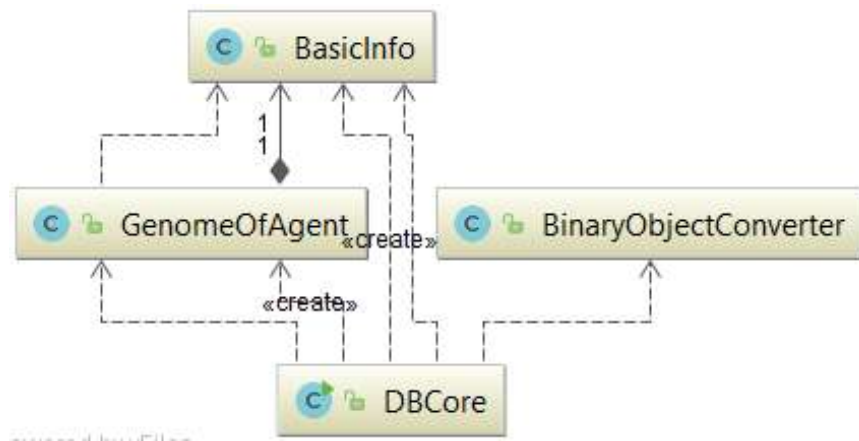 BasicInfo
1
1
GenomeOfAgent
BinaryObjectConverter
«create»
«create»
DBCore